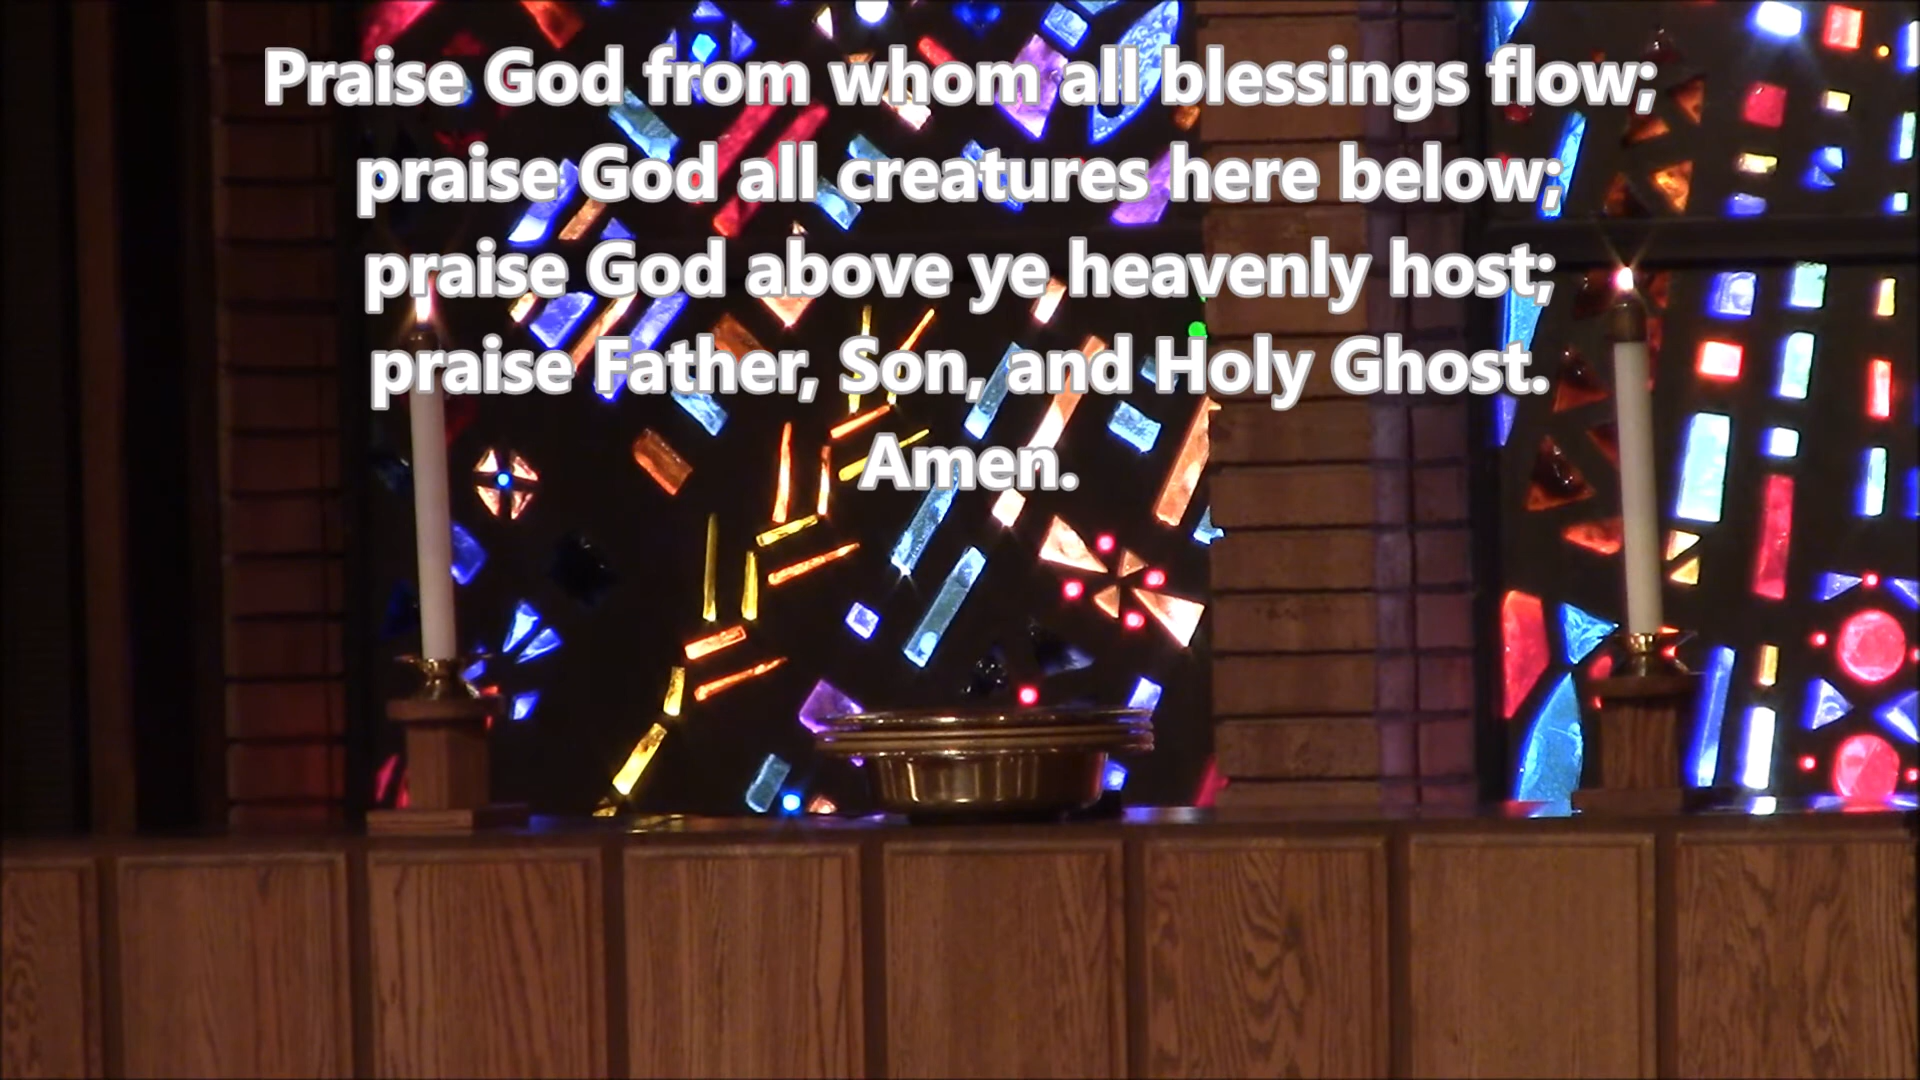 Praise God from whom all blessings flow;
praise God all creatures here below;
praise God above ye heavenly host;
praise Father, Son, and Holy Ghost.
Amen.